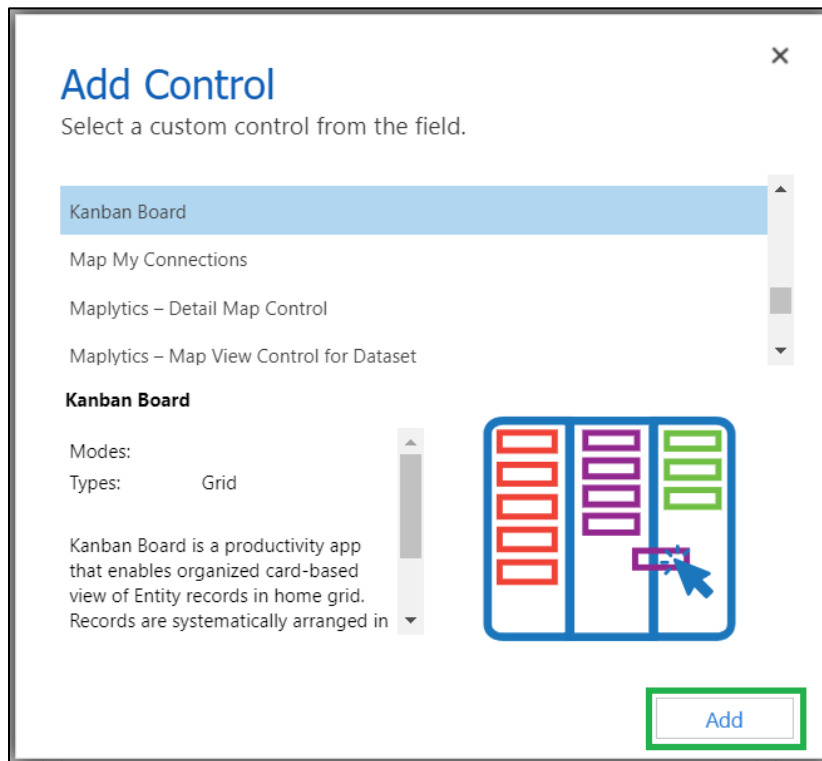 Add Control
Select a custom control from the field.
Kanban Board
Map My Connections
Maplytics – Detail Map Control
Maplytics – Map View Control for Dataset
Kanban Board
Modes:
Types: Grid
Kanban Board is a productivity app
that enables organized card-based
view of Entity records in home grid.
Records are systematically arranged in
Add